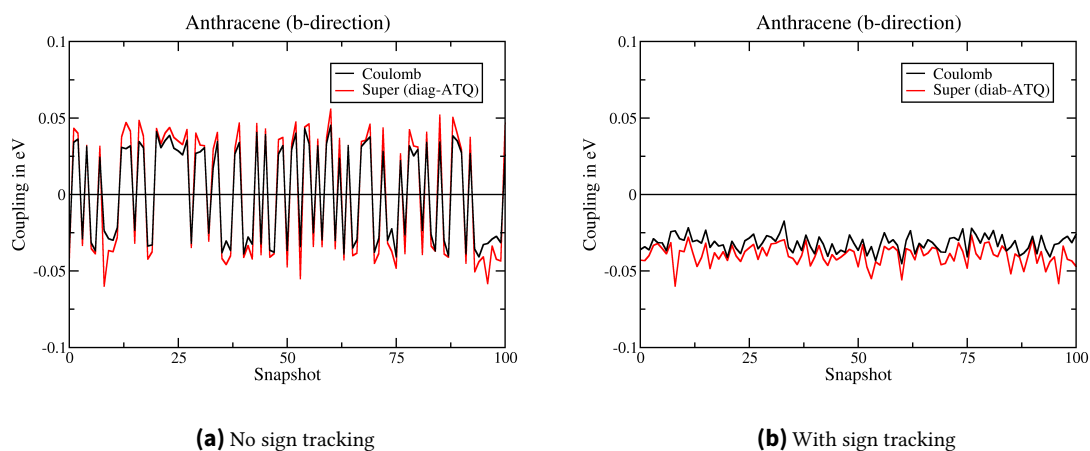 Anthracene (b-direction)
0.1
0.05
0
-0.05
-0.1
Coupling in eV
Coulomb
Super (diag-ATQ)
0 25 50 75 100
Snapshot
(a) No sign tracking
Anthracene (b-direction)
0.1
0.05
0
-0.05
-0.1
Coupling in eV
Coulomb
Super (diab-ATQ)
0 25 50 75 100
Snapshot
(b) With sign tracking